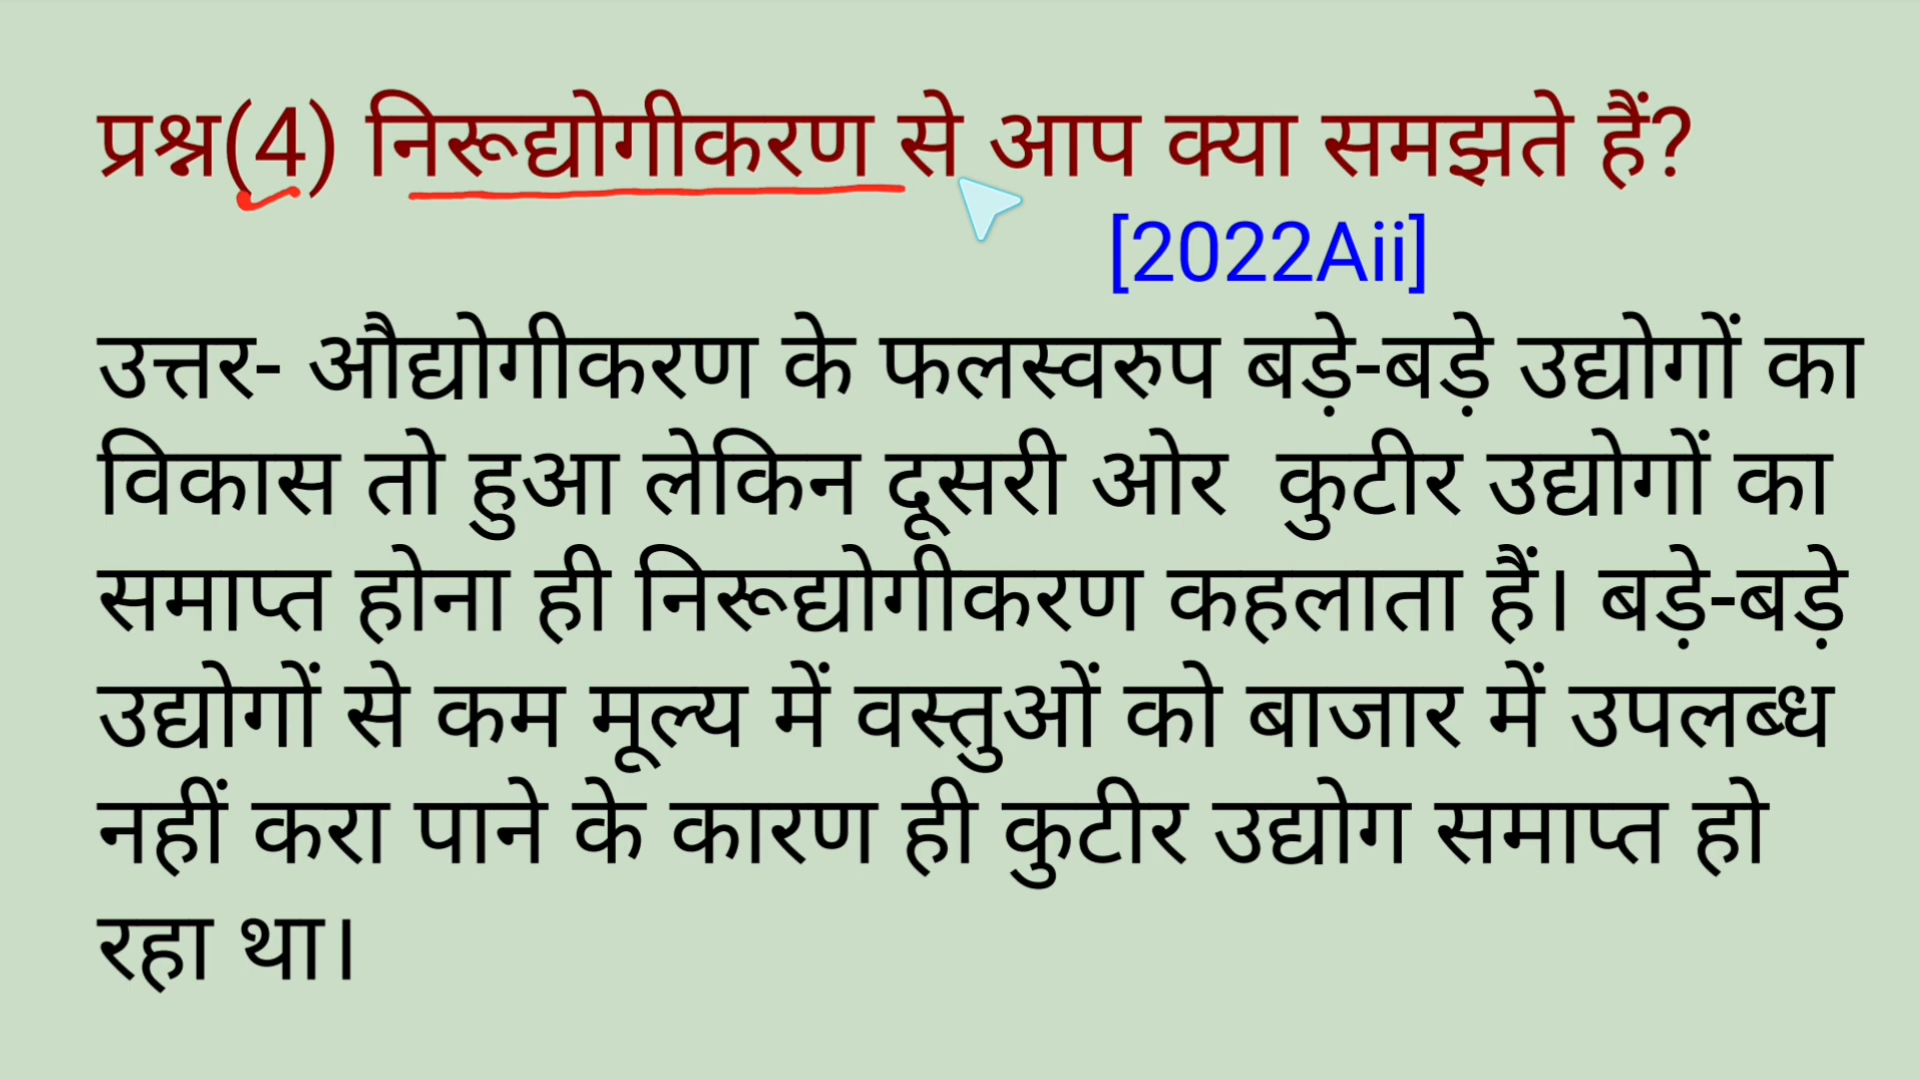 प्रश्न(4) निरूद्योगीकरण से आप क्या समझते हैं?
[2022Aii]
उत्तर- औद्योगीकरण के फलस्वरुप बड़े-बड़े उद्योगों का
विकास तो हुआ लेकिन दूसरी ओर कुटीर उद्योगों का
समाप्त होना ही निरूद्योगीकरण कहलाता हैं। बड़े-बड़े
उद्योगों से कम मूल्य में वस्तुओं को बाजार में उपलब्ध
नहीं करा पाने के कारण ही कुटीर उद्योग समाप्त हो
रहा था।